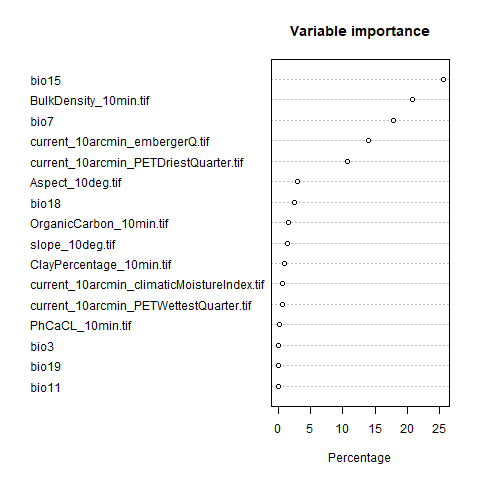 Variable importance
bio15
BulkDensity_10min.tif
bio7
current_10arcmin_embergerQ.tif
current_10arcmin_PETDriestQuarter.tif
Aspect_10deg.tif
bio18
OrganicCarbon_10min.tif
slope_10deg.tif
ClayPercentage_10min.tif
current_10arcmin_climaticMoistureIndex.tif
current_10arcmin_PETWettestQuarter.tif
PhCaCL_10min.tif
bio3
bio19
bio11
0 5 10 15 20 25
Percentage